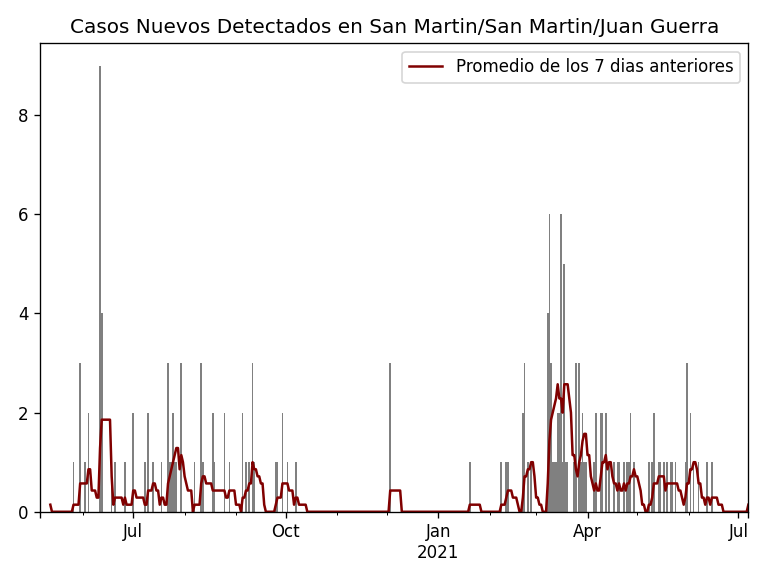 Casos Nuevos Detectados en San Martin/San Martin/Juan Guerra
Promedio de los 7 dias anteriores
8
6
4
2
0
Jul
Oct
Jan
2021
Apr
Jul